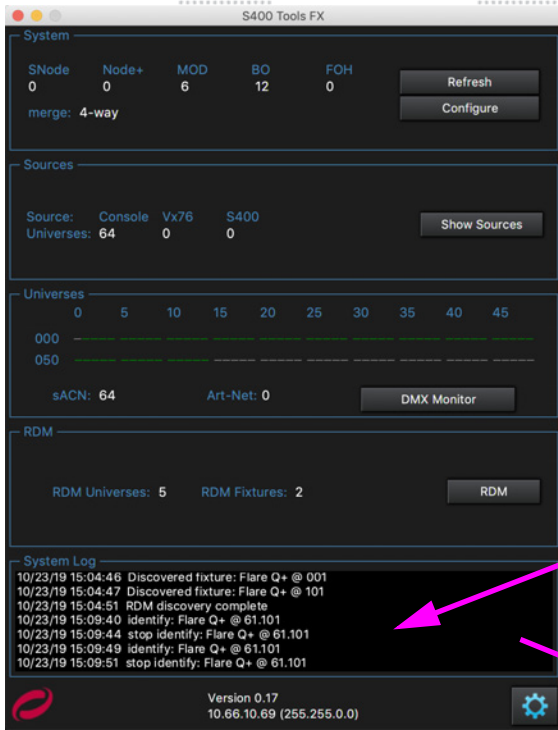 S400 Tools FX
System
SNode Node+ MOD BO FOH
0 0 6 12 0
Refresh
merge: 4-way
Configure
Sources
Source: Console Vx76 S400
Universes: 64 0 0
Show Sources
Universes
0 5 10 15 20 25 30 35 40 45
000
050
sACN: 64 Art-Net: 0
DMX Monitor
RDM
RDM Universes: 5 RDM Fixtures: 2
RDM
System Log
10/23/19 15:04:46 Discovered fixture: Flare Q+ @ 001
10/23/19 15:04:47 Discovered fixture: Flare Q+ @ 101
10/23/19 15:04:51 RDM discovery complete
10/23/19 15:09:40 identify: Flare Q+ @ 61.101
10/23/19 15:09:44 stop identify: Flare Q+ @ 61.101
10/23/19 15:09:49 identify: Flare Q+ @ 61.101
10/23/19 15:09:51 stop identify: Flare Q+ @ 61.101
Version 0.17
10.66.10.69 (255.255.0.0)